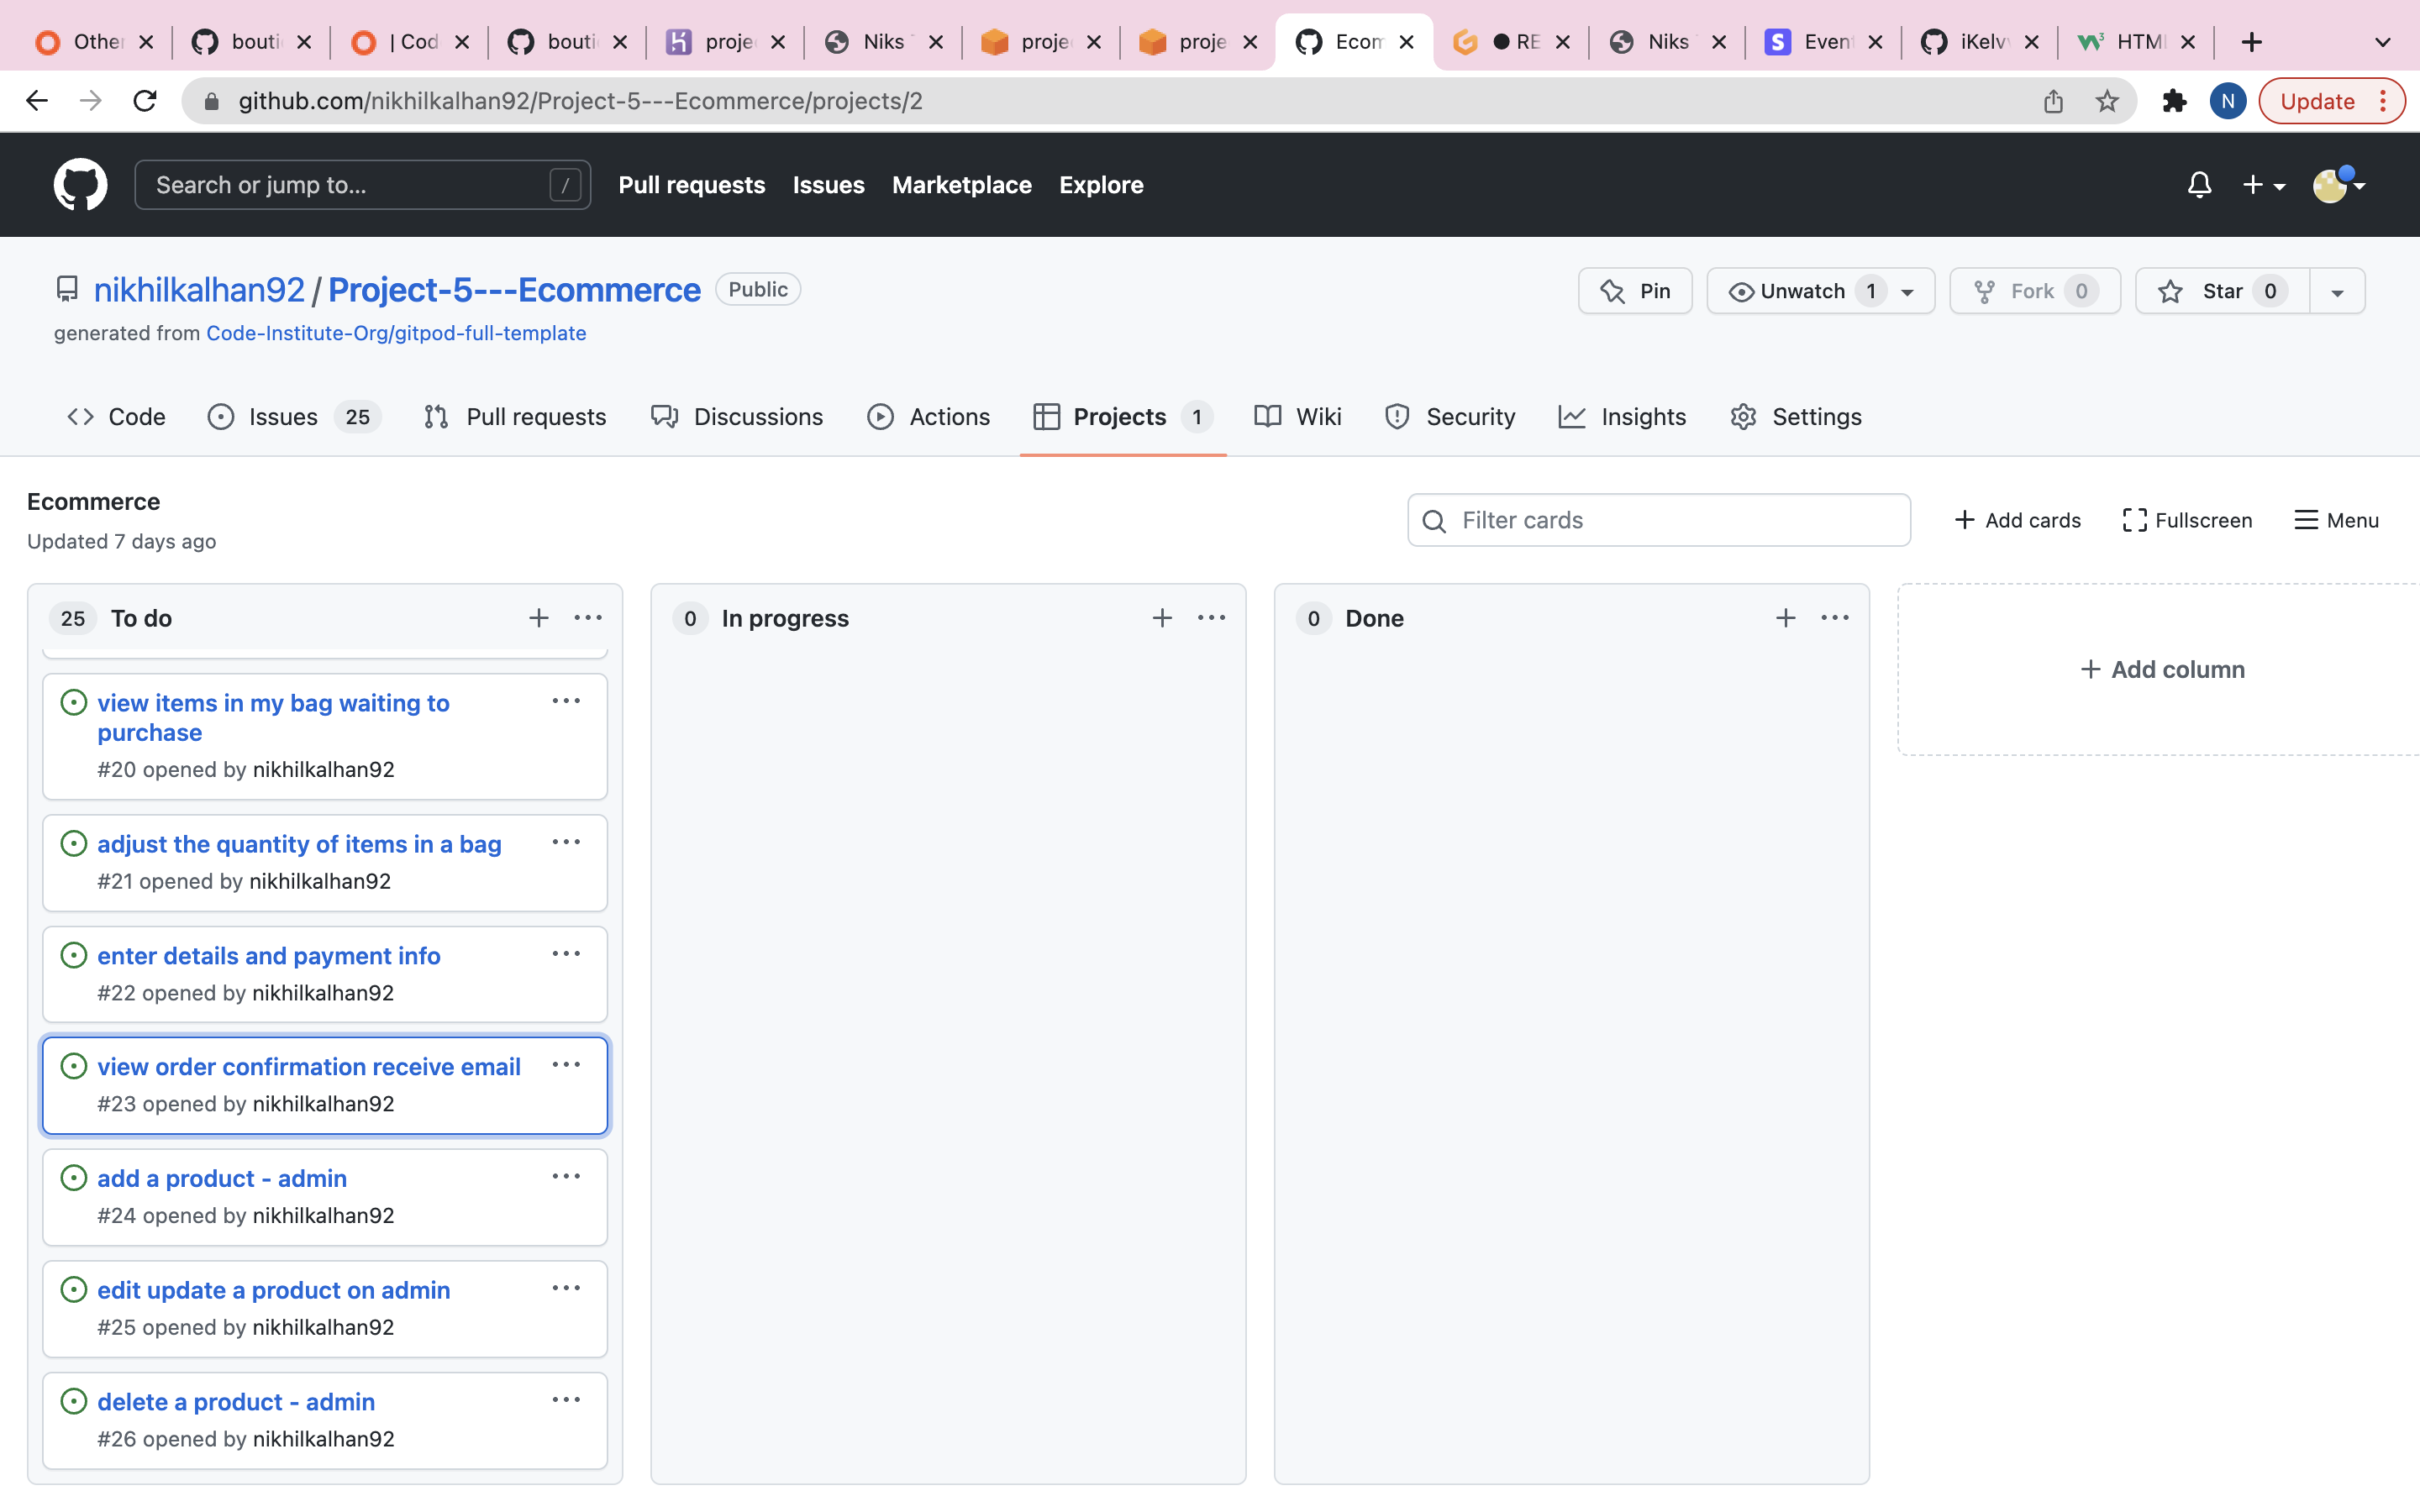 Other bouti | Cod bouti proje Niks proje proje Ecom RE Niks Even iKelv HTML
github.com/nikhilkalhan92/Project-5---Ecommerce/projects/2
N Update
Search or jump to... / Pull requests Issues Marketplace Explore
nikhilkalhan92 / Project-5---Ecommerce Public
Pin Unwatch 1 Fork 0 Star 0
generated from Code-Institute-Org/gitpod-full-template
Code Issues 25 Pull requests Discussions Actions Projects 1 Wiki Security Insights Settings
Ecommerce
Updated 7 days ago
Filter cards
+ Add cards Fullscreen Menu
25 To do
view items in my bag waiting to
purchase
#20 opened by nikhilkalhan92
adjust the quantity of items in a bag
#21 opened by nikhilkalhan92
enter details and payment info
#22 opened by nikhilkalhan92
view order confirmation receive email
#23 opened by nikhilkalhan92
add a product - admin
#24 opened by nikhilkalhan92
edit update a product on admin
#25 opened by nikhilkalhan92
delete a product - admin
#26 opened by nikhilkalhan92
0 In progress
0 Done
+ Add column